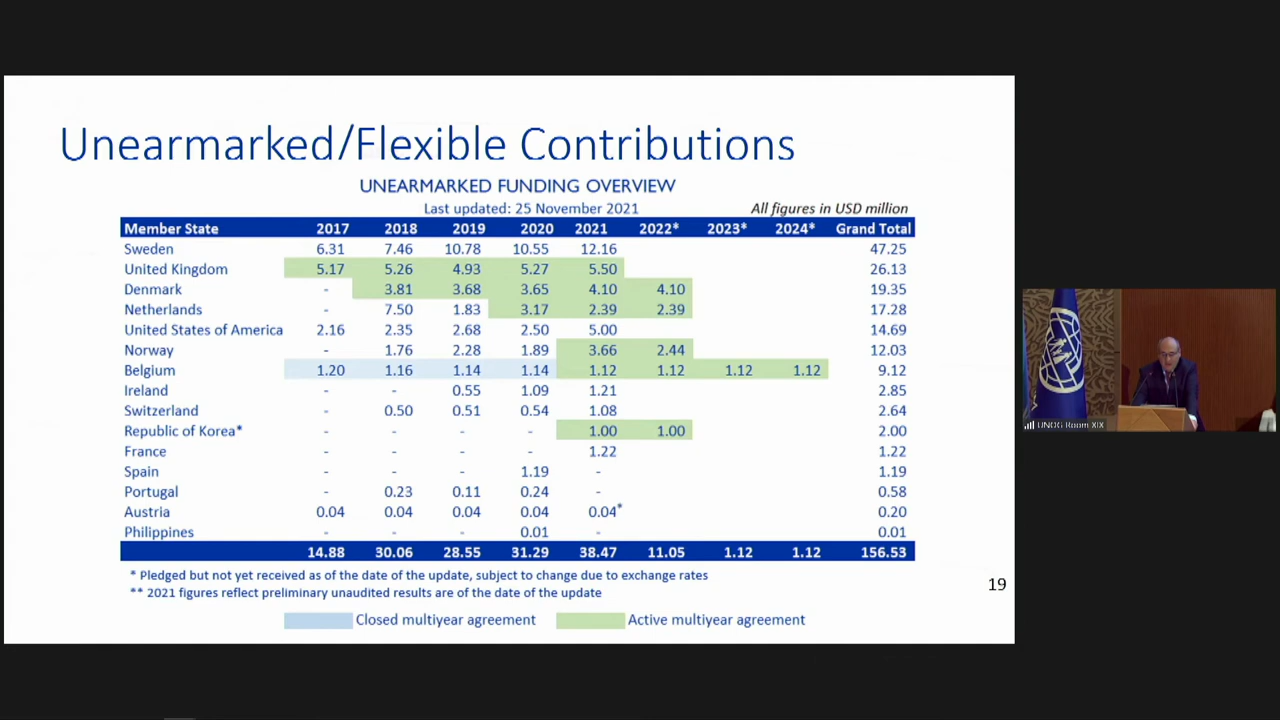 Unearmarked/Flexible Contributions
UNEARMARKED FUNDING OVERVIEW
Last updated: 25 November 2021 All figures in USD million
Member State 2017 2018 2019 2020 2021 2022* 2023* 2024* Grand Total
Sweden 6.31 7.46 10.78 10.55 12.16 47.25
United Kingdom 5.17 5.26 4.93 5.27 5.50 26.13
Denmark - 3.81 3.68 3.65 4.10 4.10 19.35
Netherlands - 7.50 1.83 3.17 2.39 2.39 17.28
United States of America 2.16 2.35 2.68 2.50 5.00 14.69
Norway - 1.76 2.28 1.89 3.66 2.44 12.03
Belgium 1.20 1.16 1.14 1.14 1.12 1.12 1.12 1.12 9.12
Ireland - - 0.55 1.09 1.21 2.85
Switzerland - 0.50 0.51 0.54 1.08 2.64
Republic of Korea* - - - - 1.00 1.00 2.00
France - - - - 1.22 1.22
Spain - - - 1.19 - 1.19
Portugal - 0.23 0.11 0.24 - 0.58
Austria 0.04 0.04 0.04 0.04 0.04* 0.20
Philippines - - - 0.01 - 0.01
14.88 30.06 28.55 31.29 38.47 11.05 1.12 1.12 156.53
* Pledged but not yet received as of the date of the update, subject to change due to exchange rates
** 2021 figures reflect preliminary unaudited results are of the date of the update
19
Closed multiyear agreement Active multiyear agreement
UNOG Room XIX